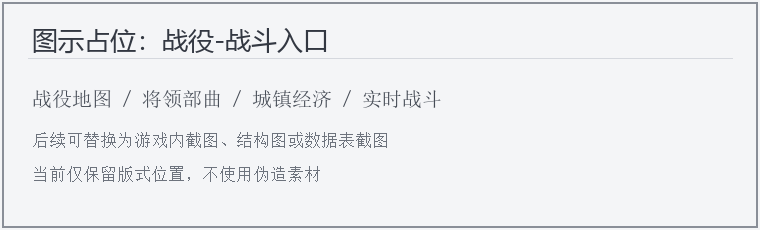 图示占位：战役-战斗入口
战役地图 / 将领部曲 / 城镇经济 / 实时战斗
后续可替换为游戏内截图、结构图或数据表截图
当前仅保留版式位置，不使用伪造素材